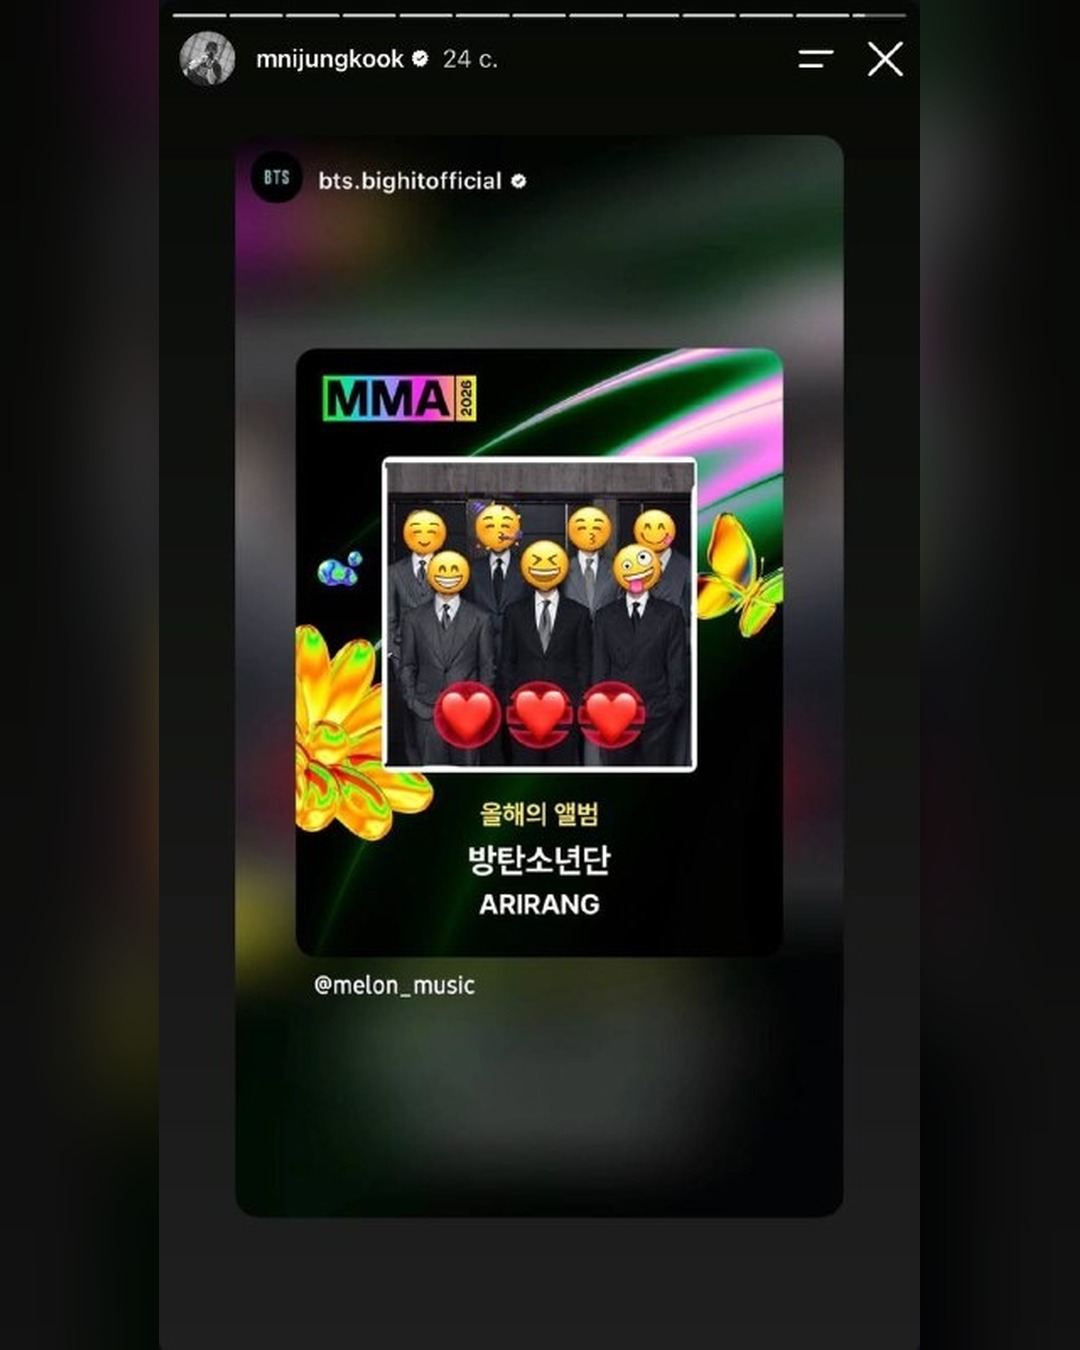 mnijungkook 24 с.
BTS
bts.bighitofficial
MMA 2026
올해의 앨범
방탄소년단
ARIRANG
@melon_music